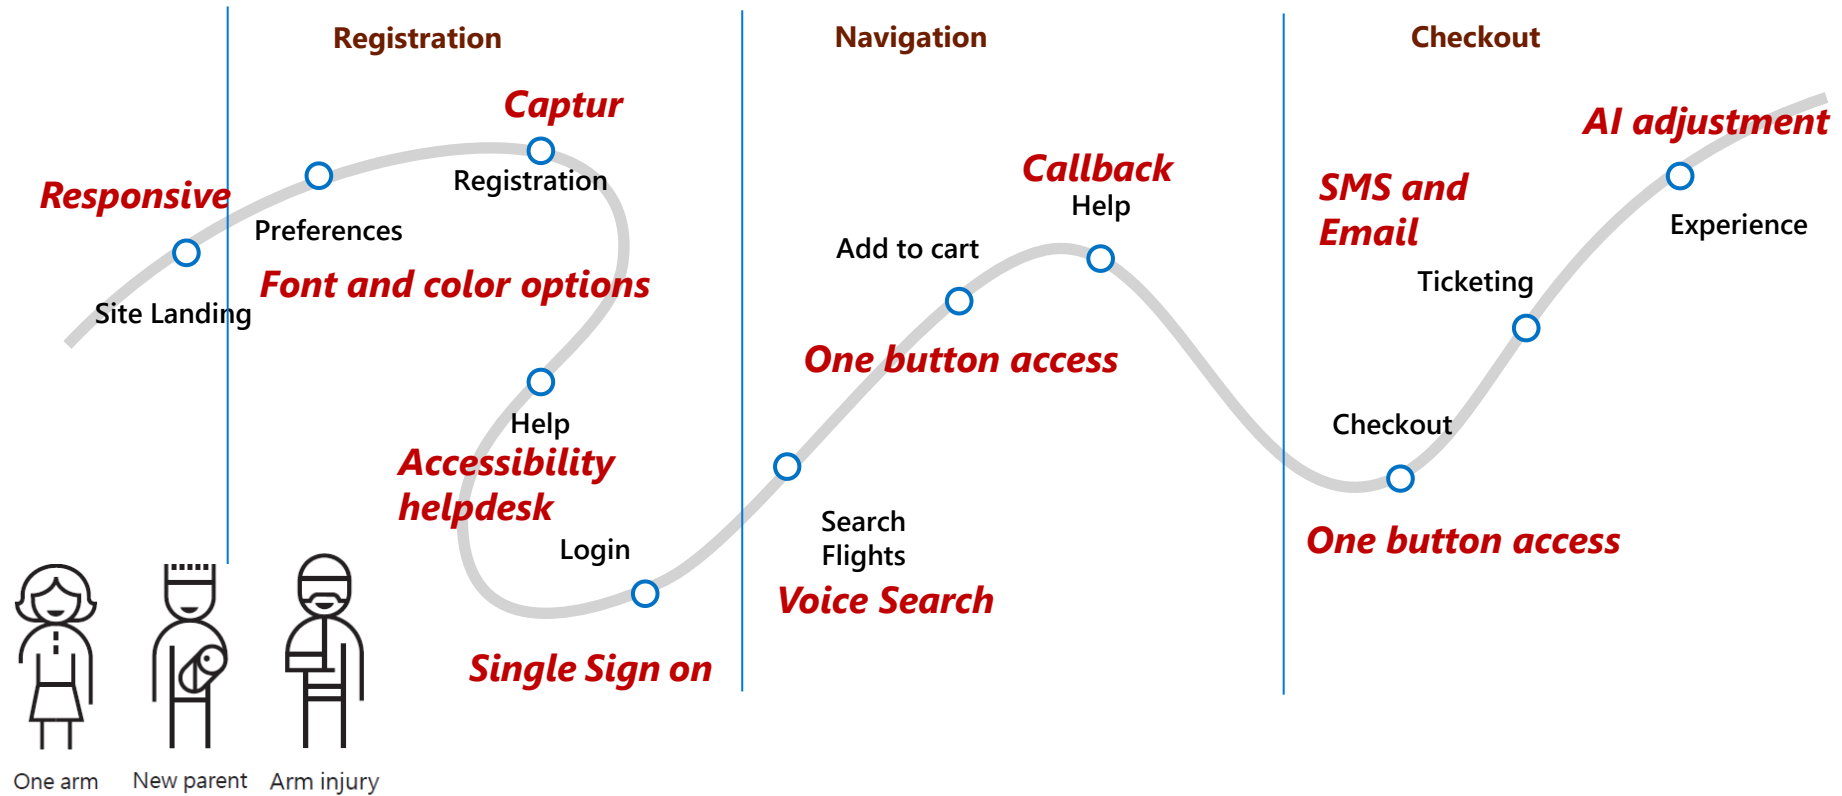 Registration
Navigation
Checkout
Captur
Responsive
Registration
Preferences
Font and color options
Site Landing
Help
Accessibility
helpdesk
Login
Single Sign on
Callback
Help
Add to cart
One button access
Search
Flights
Voice Search
AI adjustment
SMS and
Email
Experience
Ticketing
Checkout
One button access
One arm
New parent
Arm injury